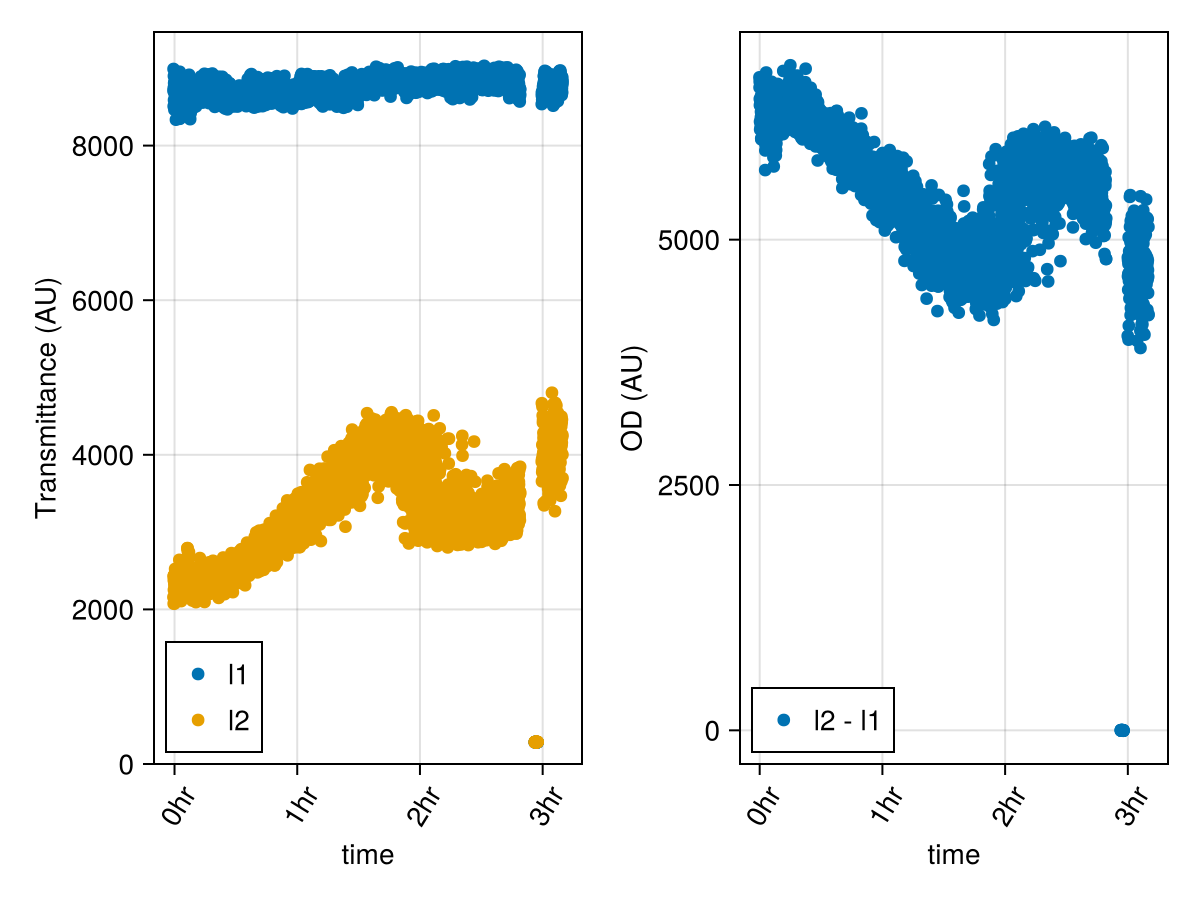 Transmittance (AU)
8000
6000
4000
2000
0
I1
I2
0hr
1hr
2hr
3hr
time
OD (AU)
5000
2500
0
I2 - I1
0hr
1hr
2hr
3hr
time